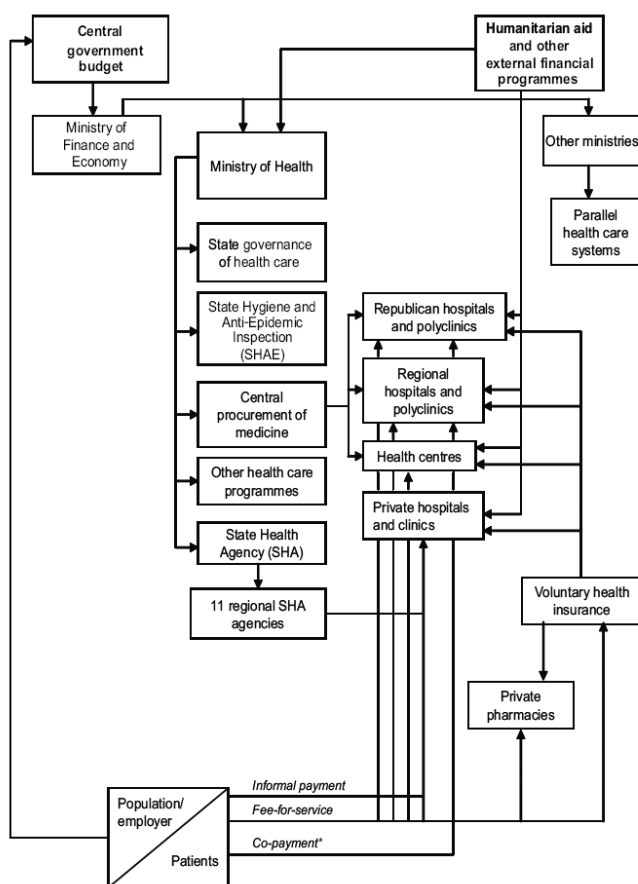 Central
government
budget
Humanitarian aid
and other
external financial
programmes
Ministry of
Finance and
Economy
Other ministries
Ministry of Health
Parallel
health care
systems
State governance
of health care
State Hygiene and
Anti-Epidemic
Inspection
(SHAE)
Republican hospitals
and polyclinics
Regional
hospitals and
polyclinics
Central
procurement of
medicine
Health centres
Other health care
programmes
Private hospitals
and clinics
State Health
Agency (SHA)
11 regional SHA
agencies
Voluntary health
insurance
Private
pharmacies
Population/
employer
Patients
Informal payment
Fee-for-service
Co-payment*